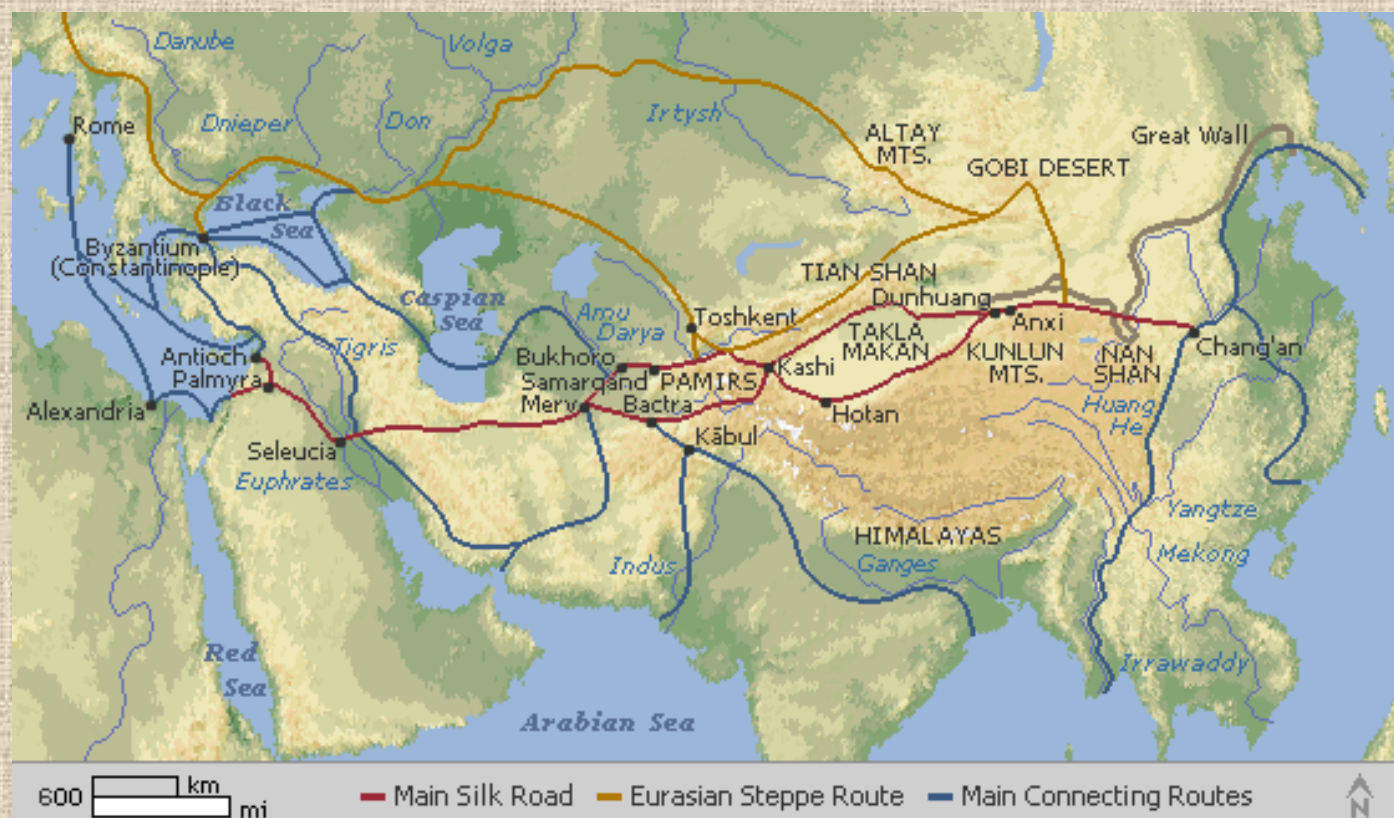 Danube
Volga
Rome
Dnieper
Don
Irtysh
ALTAY
MTS.
Great Wall
GOBI DESERT
Black
Sea
Byzantium
(Constantinople)
Caspian
Sea
TIAN SHAN
Dunhuang
Anxi
Amu
Darya
Toshkent
TAKLA
MAKAN
KUNLUN
MTS.
NAN
SHAN
Chang'an
Tigris
Antioch
Palmyra
Bukhoro
Samarqand
PAMIRS
Kashi
Merv
Bactra
Hotan
Huang
He
Alexandria
Seleucia
Kābul
Euphrates
Yangtze
HIMALAYAS
Mekong
Indus
Ganges
Red
Sea
Irrawaddy
Arabian Sea
600 km
mi
Main Silk Road
Eurasian Steppe Route
Main Connecting Routes
N